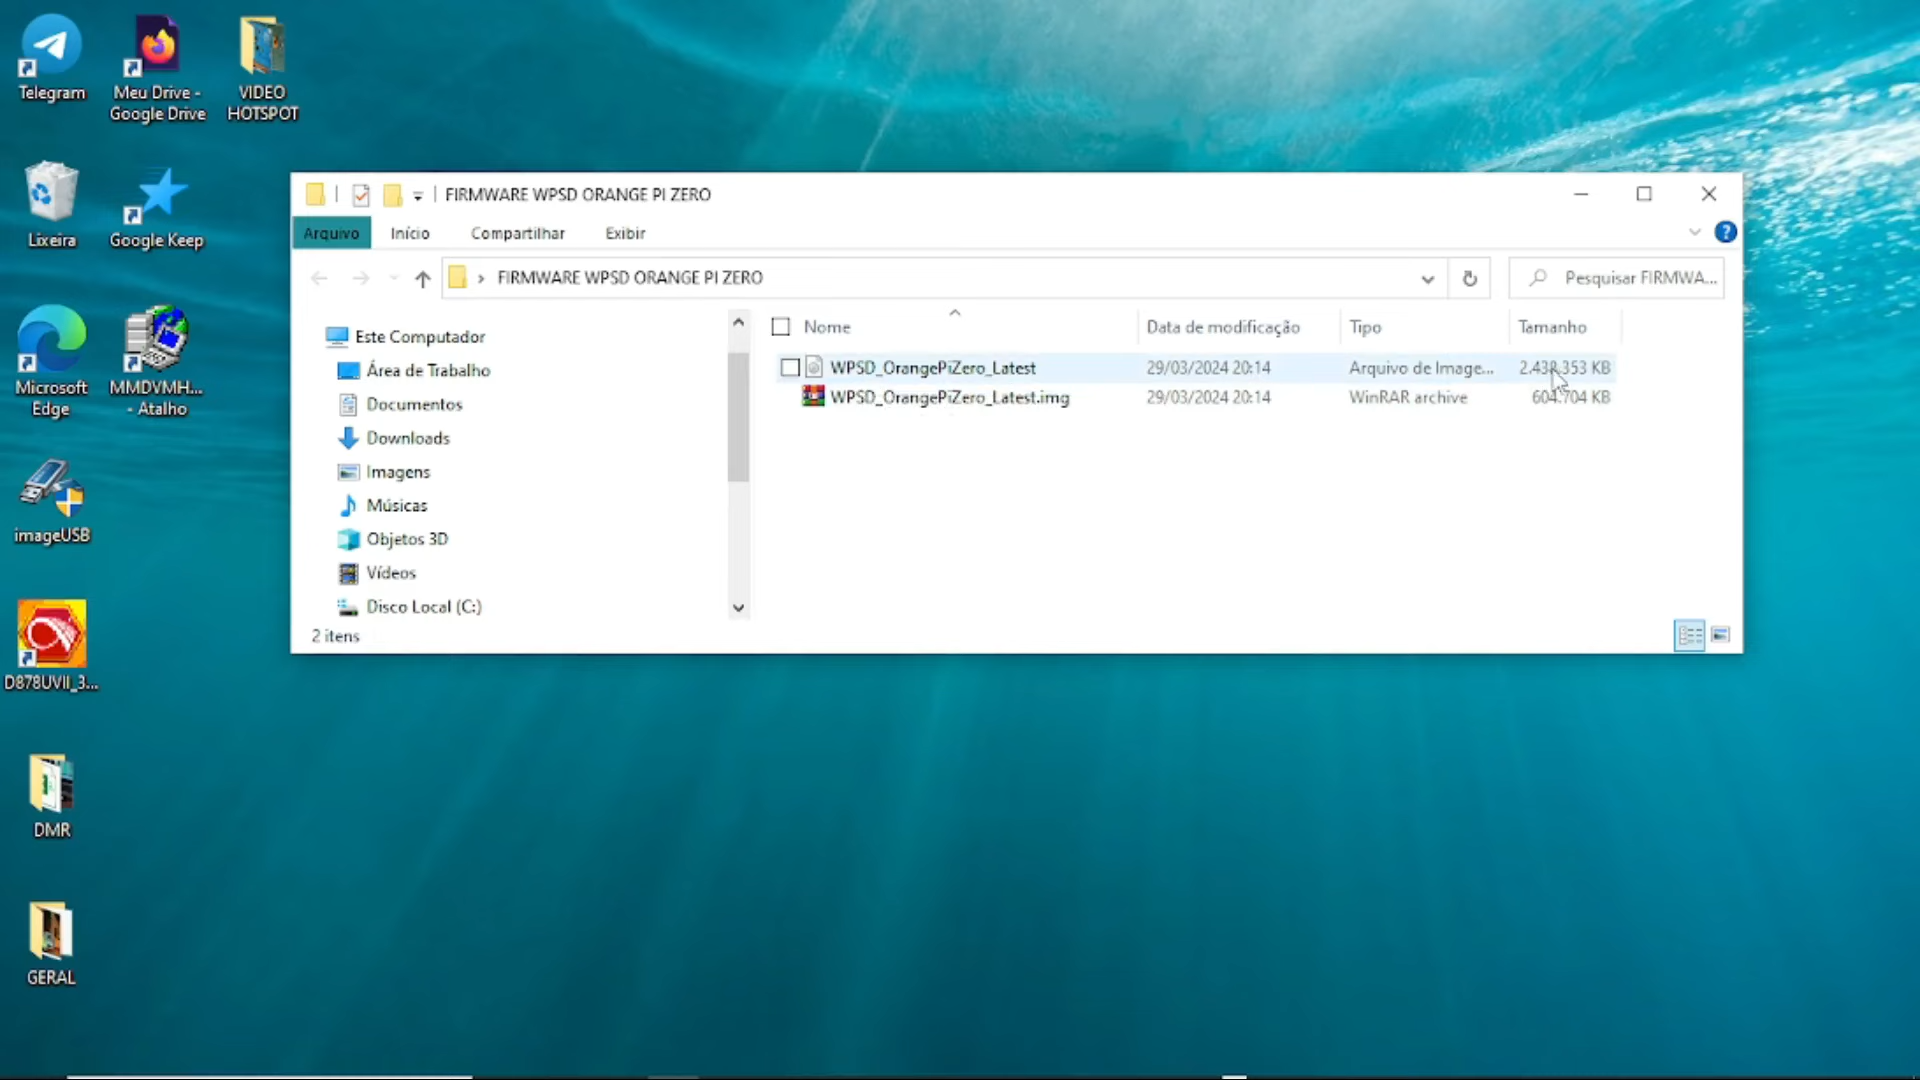 Telegram
Meu Drive -
Google Drive
VIDEO
HOTSPOT
Lixeira
Google Keep
Microsoft
Edge
MMDVMH...
- Atalho
imageUSB
D878UVII_3...
DMR
GERAL
FIRMWARE WPSD ORANGE PI ZERO
Arquivo Início Compartilhar Exibir
› FIRMWARE WPSD ORANGE PI ZERO
Pesquisar FIRMWA...
Este Computador
Área de Trabalho
Documentos
Downloads
Imagens
Músicas
Objetos 3D
Vídeos
Disco Local (C:)
Nome Data de modificação Tipo Tamanho
WPSD_OrangePiZero_Latest 29/03/2024 20:14 Arquivo de Image... 2.438.353 KB
WPSD_OrangePiZero_Latest.img 29/03/2024 20:14 WinRAR archive 604.704 KB
2 itens